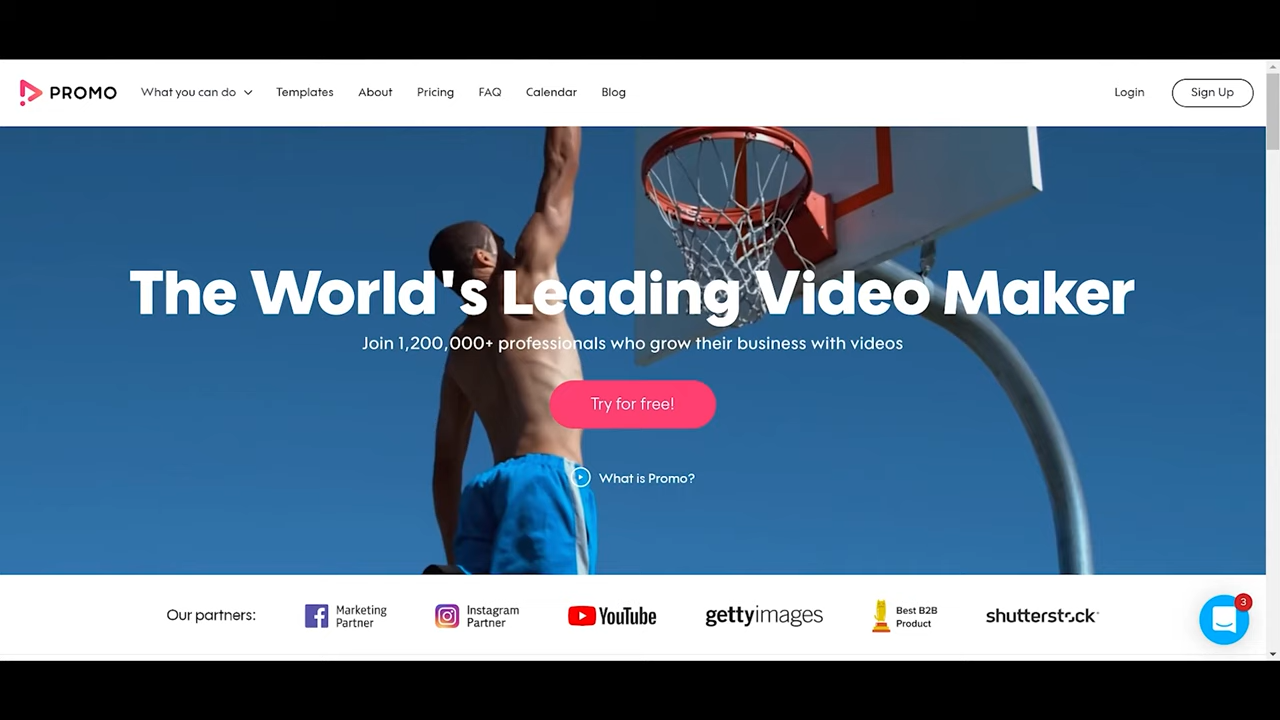 PROMO
What you can do
Templates
About
Pricing
FAQ
Calendar
Blog
Login
Sign Up
The World's Leading Video Maker
Join 1,200,000+ professionals who grow their business with videos
Try for free!
What is Promo?
Our partners:
Marketing
Partner
Instagram
Partner
YouTube
gettyimages
Best B2B
Product
shutterstock
3